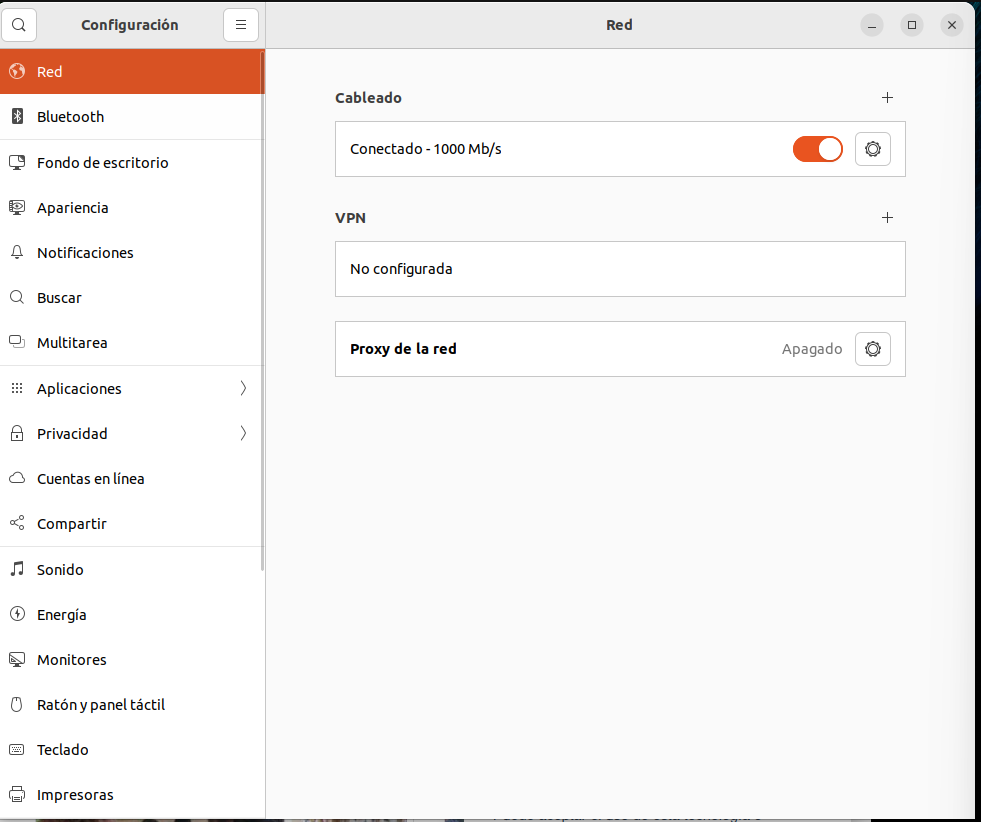 Configuración
Red
Red
Bluetooth
Fondo de escritorio
Apariencia
Notificaciones
Buscar
Multitarea
Aplicaciones
Privacidad
Cuentas en línea
Compartir
Sonido
Energía
Monitores
Ratón y panel táctil
Teclado
Impresoras
Cableado
Conectado - 1000 Mb/s
VPN
No configurada
Proxy de la red
Apagado